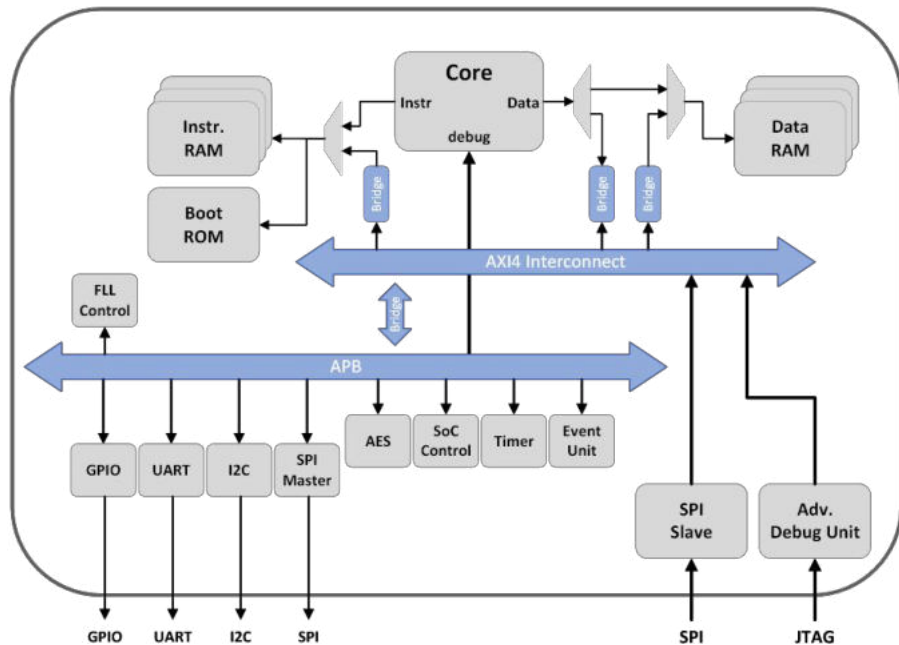 Core
Instr
Data
debug
Instr.
RAM
Data
RAM
Boot
ROM
Bridge
Bridge
Bridge
AXI4 Interconnect
FLL
Control
Bridge
APB
GPIO
UART
I2C
SPI
Master
AES
SoC
Control
Timer
Event
Unit
SPI
Slave
Adv.
Debug Unit
GPIO
UART
I2C
SPI
SPI
JTAG